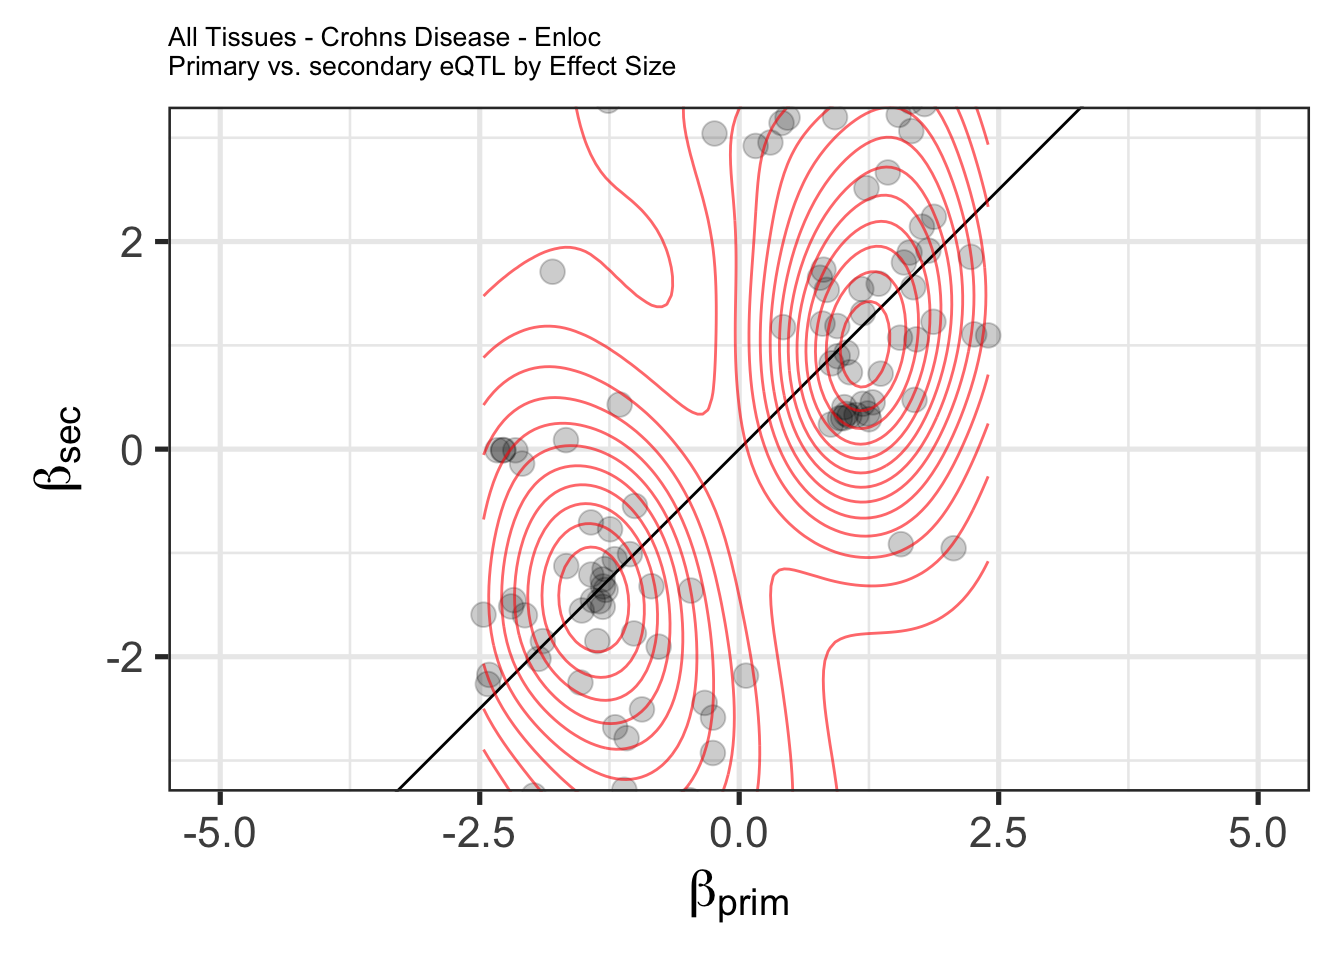 All Tissues - Crohns Disease - Enloc
Primary vs. secondary eQTL by Effect Size
2
0
-2
βsec
-5.0 -2.5 0.0 2.5 5.0
βprim